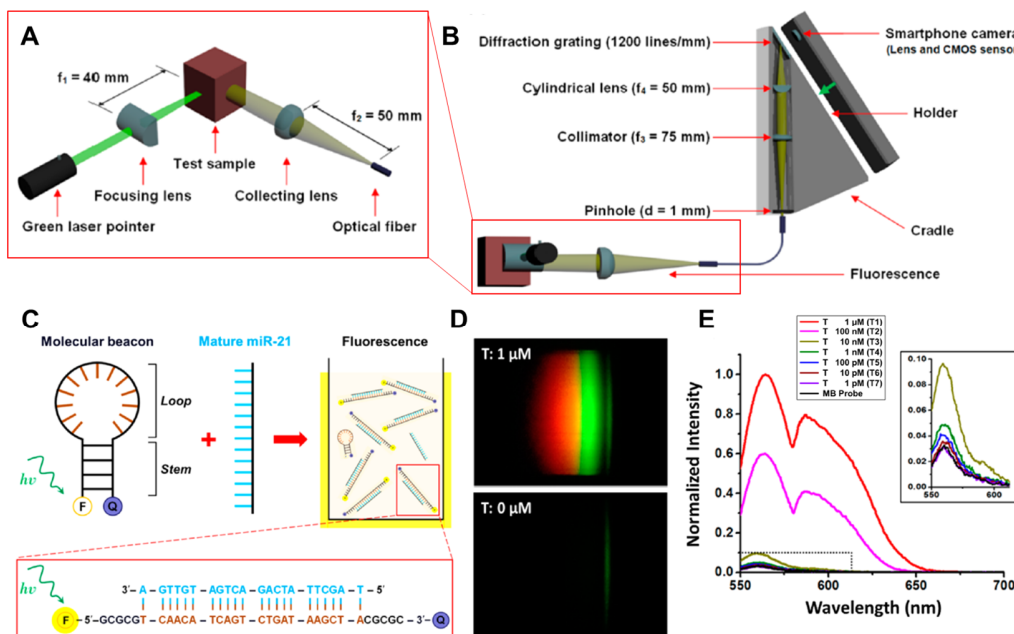 A
f₁ = 40 mm
f₂ = 50 mm
Test sample
Focusing lens
Collecting lens
Green laser pointer
Optical fiber
B
Diffraction grating (1200 lines/mm)
Smartphone camera
(Lens and CMOS sensor
Cylindrical lens (f₄ = 50 mm)
Holder
Collimator (f₃ = 75 mm)
Pinhole (d = 1 mm)
Cradle
Fluorescence
C
Molecular beacon
Mature miR-21
Fluorescence
Loop
+
Stem
hν
F
Q
hν
3′-A-GTTGT-AGTCA-GACTA-TTCGA-T-5′
F-5′-GCGCGTCAACA-TCAGT-CTGAT-AAGCTACGCGC-3′-Q
D
T: 1 μM
T: 0 μM
E
T 1 μM (T1)
T 100 nM (T2)
T 10 nM (T3)
T 1 nM (T4)
T 100 pM (T5)
T 10 pM (T6)
T 1 pM (T7)
MB Probe
Normalized Intensity
1.0
0.8
0.6
0.4
0.2
0.0
550
600
650
700
Wavelength (nm)
0.10
0.08
0.06
0.04
0.02
0.00
550
600